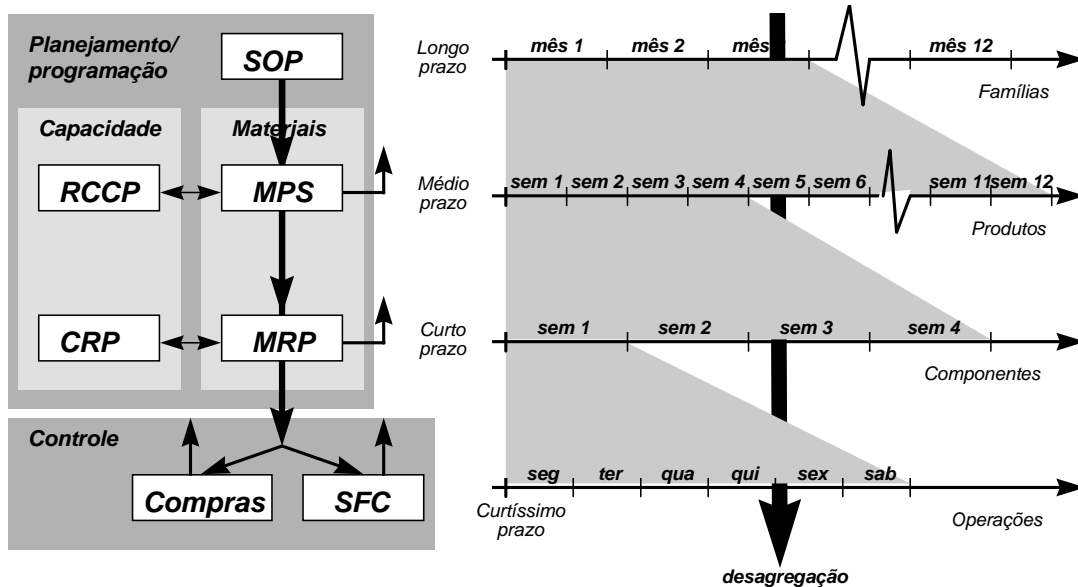 Planejamento/
programação
SOP
Capacidade
Materiais
RCCP
MPS
CRP
MRP
Controle
Compras
SFC
Longo
prazo
mês 1
mês 2
mês
mês 12
Famílias
Médio
prazo
sem 1
sem 2
sem 3
sem 4
sem 5
sem 6
sem 11
sem 12
Produtos
Curto
prazo
sem 1
sem 2
sem 3
sem 4
Componentes
seg
ter
qua
qui
sex
sab
Curtíssimo
prazo
Operações
desagregação